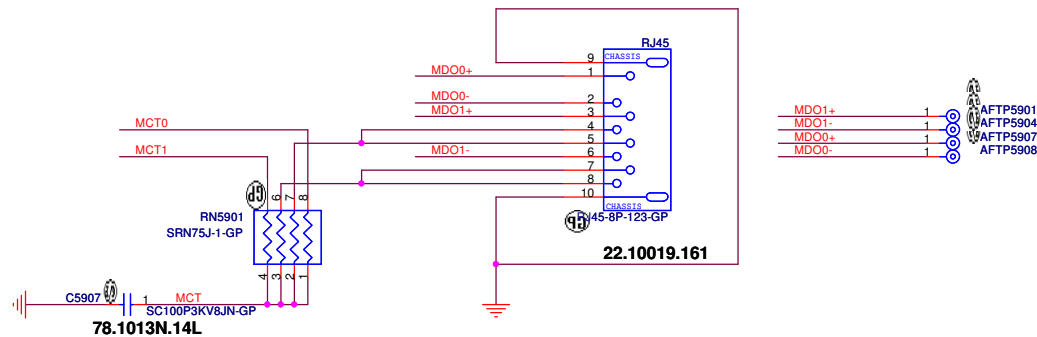 RJ45
9 CHASSIS
MDO0+ 1
MDO0- 2
MDO1+ 3
4
5
MDO1- 6
7
8
10
CHASSIS
RJ45-8P-123-GP
22.10019.161
MCT0
MCT1
GP
GP
5 6 7 8
RN5901
SRN75J-1-GP
4 3 2 1
C5907
1 MCT
SC100P3KV8JN-GP
78.1013N.14L
MDO1+ 1 AFTP5901
MDO1- 1 AFTP5904
MDO0+ 1 AFTP5907
MDO0- 1 AFTP5908